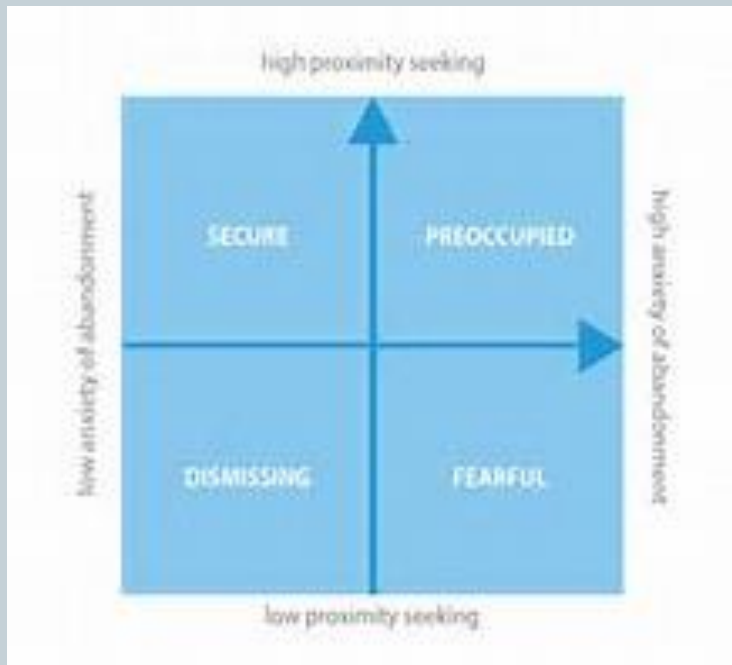 high proximity seeking
low anxiety of abandonment
SECURE
PREOCCUPIED
high anxiety of abandonment
DISMISSING
FEARFUL
low proximity seeking